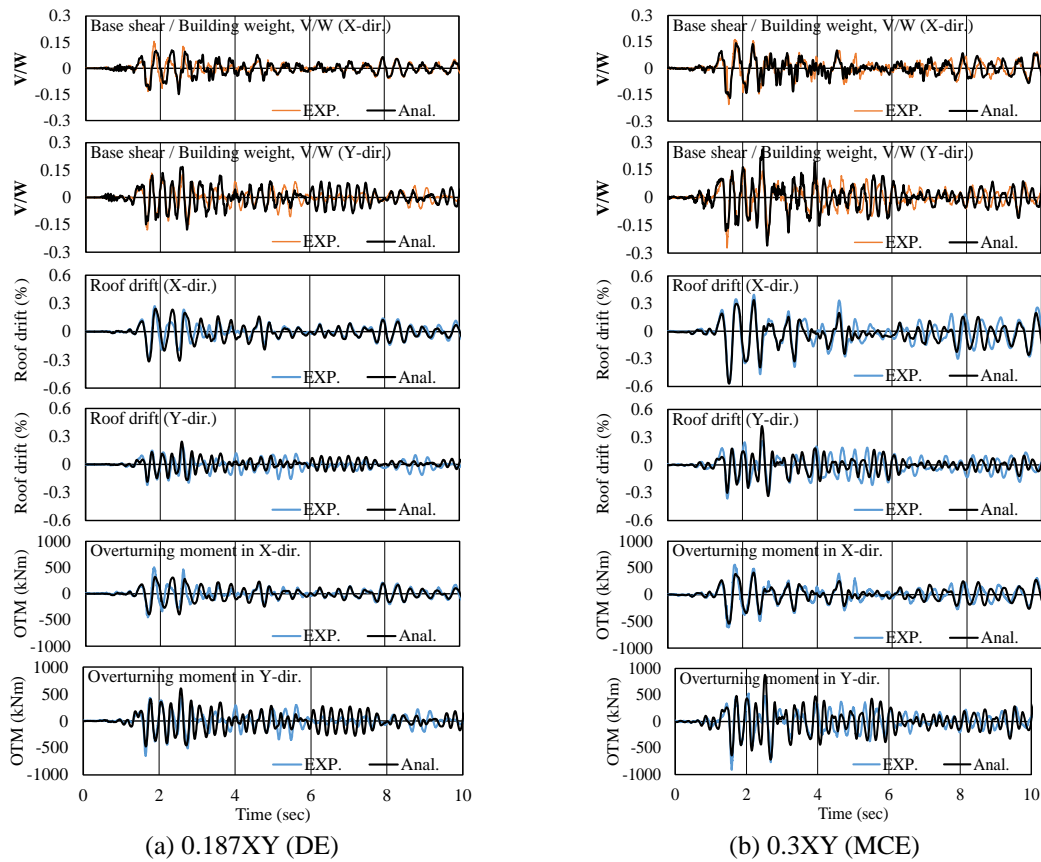 Base shear / Building weight, V/W (X-dir.)
0.3
0.15
0
-0.15
-0.3
V/W
EXP. Anal.
Base shear / Building weight, V/W (Y-dir.)
0.3
0.15
0
-0.15
-0.3
V/W
EXP. Anal.
Roof drift (X-dir.)
0.6
0.3
0
-0.3
-0.6
Roof drift (%)
EXP. Anal.
Roof drift (Y-dir.)
0.6
0.3
0
-0.3
-0.6
Roof drift (%)
EXP. Anal.
Overturning moment in X-dir.
1000
500
0
-500
-1000
OTM (kNm)
EXP. Anal.
Overturning moment in Y-dir.
1000
500
0
-500
-1000
OTM (kNm)
EXP. Anal.
0 2 4 6 8 10
Time (sec)
(a) 0.187XY (DE)
Base shear / Building weight, V/W (X-dir.)
0.3
0.15
0
-0.15
-0.3
V/W
EXP. Anal.
Base shear / Building weight, V/W (Y-dir.)
0.3
0.15
0
-0.15
-0.3
V/W
EXP. Anal.
Roof drift (X-dir.)
0.6
0.3
0
-0.3
-0.6
Roof drift (%)
EXP. Anal.
Roof drift (Y-dir.)
0.6
0.3
0
-0.3
-0.6
Roof drift (%)
EXP. Anal.
Overturning moment in X-dir.
1000
500
0
-500
-1000
OTM (kNm)
EXP. Anal.
Overturning moment in Y-dir.
1000
500
0
-500
-1000
OTM (kNm)
EXP. Anal.
0 2 4 6 8 10
Time (sec)
(b) 0.3XY (MCE)